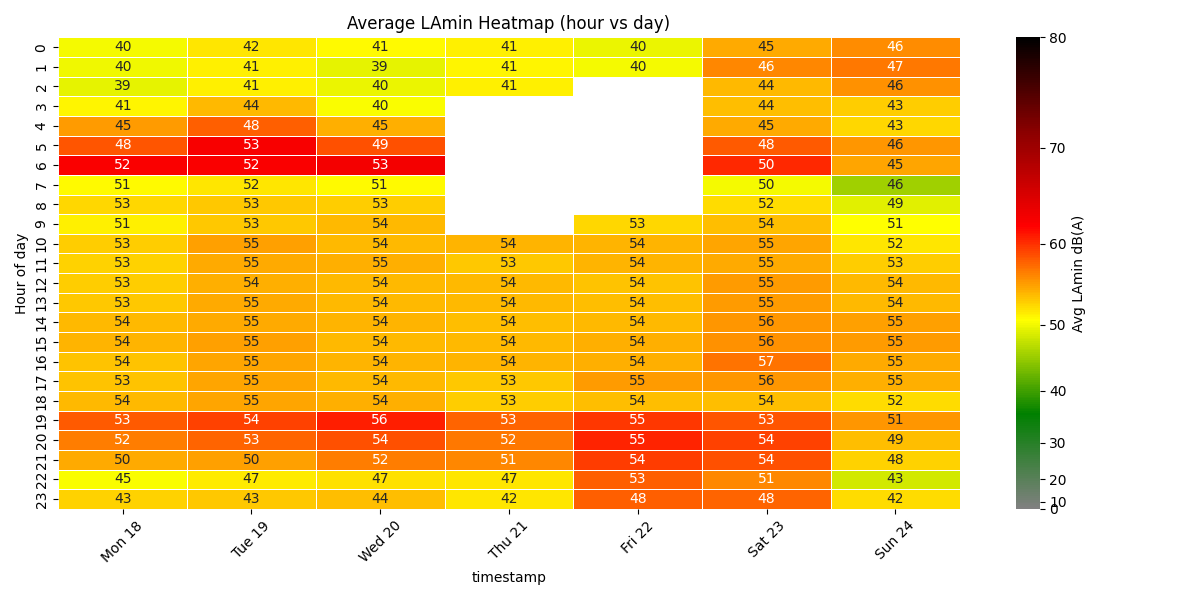 Average LAmin Heatmap (hour vs day)
0 40 42 41 41 40 45 46
1 40 41 39 41 40 46 47
2 39 41 40 41 44 46
3 41 44 40 44 43
4 45 48 45 45 43
5 48 53 49 48 46
6 52 52 53 50 45
7 51 52 51 50 46
8 53 53 53 52 49
9 51 53 54 53 54 51
10 53 55 54 54 54 55 52
11 53 55 55 53 54 55 53
12 53 54 54 54 54 55 54
13 53 55 54 54 54 55 54
14 54 55 54 54 54 56 55
15 54 55 54 54 54 56 55
16 54 55 54 54 54 57 55
17 53 55 54 53 55 56 55
18 54 55 54 53 54 54 52
19 53 54 56 53 55 53 51
20 52 53 54 52 55 54 49
21 50 50 52 51 54 54 48
22 45 47 47 47 53 51 43
23 43 43 44 42 48 48 42
Hour of day
Mon 18 Tue 19 Wed 20 Thu 21 Fri 22 Sat 23 Sun 24
timestamp
80
70
60
50
40
30
20
10
0
Avg LAmin dB(A)